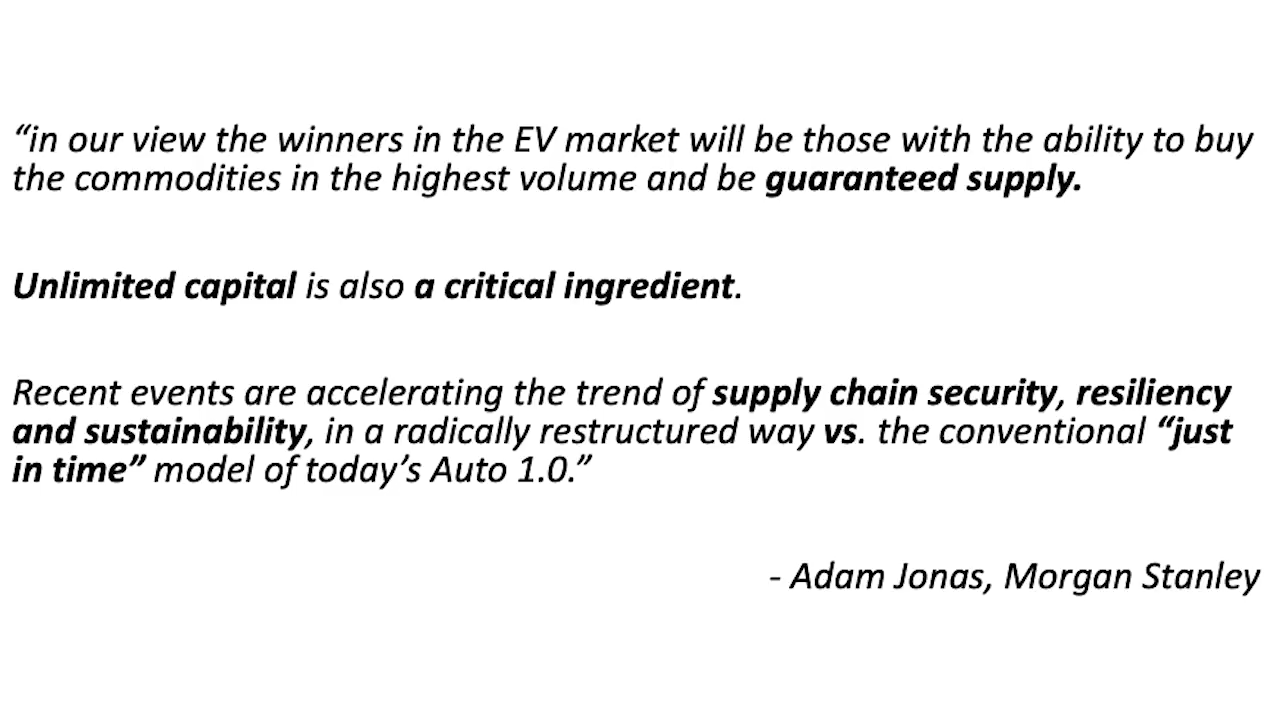 “in our view the winners in the EV market will be those with the ability to buy
the commodities in the highest volume and be guaranteed supply.
Unlimited capital is also a critical ingredient.
Recent events are accelerating the trend of supply chain security, resiliency
and sustainability, in a radically restructured way vs. the conventional “just
in time” model of today’s Auto 1.0.”
- Adam Jonas, Morgan Stanley